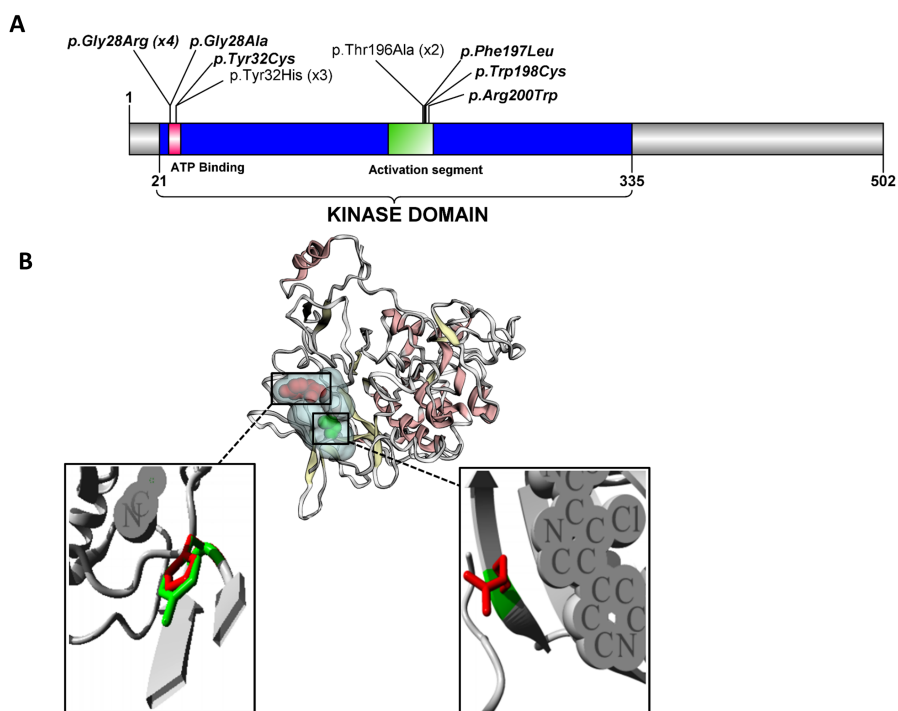 A
p.Gly28Arg (x4) p.Gly28Ala
p.Tyr32Cys
p.Tyr32His (x3)
p.Thr196Ala (x2) p.Phe197Leu
p.Trp198Cys
p.Arg200Trp
1
ATP Binding
Activation segment
21 335 502
KINASE DOMAIN
B
N C
N C
C
N C Cl
C C
C C
C C
C N